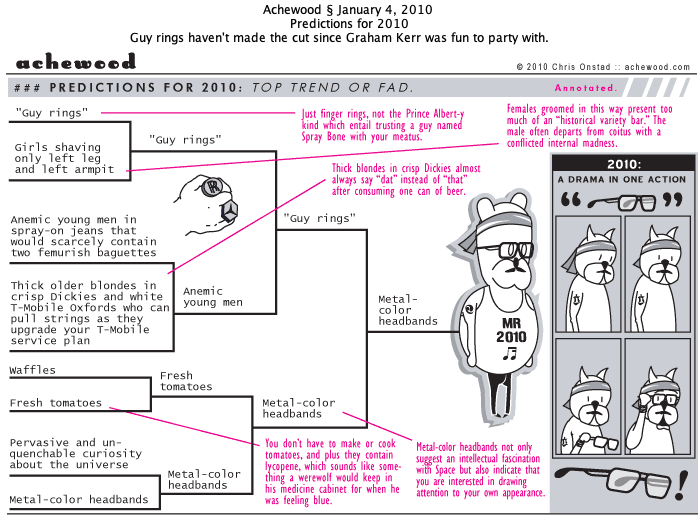 Achewood § January 4, 2010
Predictions for 2010
Guy rings haven't made the cut since Graham Kerr was fun to party with.
achewood
© 2010 Chris Onstad :: achewood.com
### PREDICTIONS FOR 2010: TOP TREND OR FAD.
Annotated.
"Guy rings"
Girls shaving
only left leg
and left armpit
"Guy rings"
Just finger rings, not the Prince Albert-y
kind which entail trusting a guy named
Spray Bone with your meatus.
Females groomed in this way present too
much of an "historical variety bar." The
male often departs from coitus with a
conflicted internal madness.
Thick blondes in crisp Dickies almost
always say "dat" instead of "that"
after consuming one can of beer.
R
"Guy rings"
Anemic young men in
spray-on jeans that
would scarcely contain
two femurish baguettes
Thick older blondes in
crisp Dickies and white
T-Mobile Oxfords who can
pull strings as they
upgrade your T-Mobile
service plan
Anemic
young men
Metal-
color
headbands
MR
2010
2010:
A DRAMA IN ONE ACTION
Waffles
Fresh tomatoes
Fresh
tomatoes
Metal-color
headbands
Pervasive and un-
quenchable curiosity
about the universe
Metal-color headbands
Metal-color
headbands
You don't have to make or cook
tomatoes, and plus they contain
lycopene, which sounds like some-
thing a werewolf would keep in
his medicine cabinet for when he
was feeling blue.
Metal-color headbands not only
suggest an intellectual fascination
with Space but also indicate that
you are interested in drawing
attention to your own appearance.